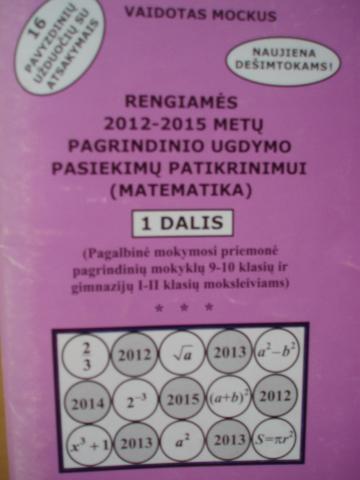 VAIDOTAS MOCKUS
16
PAVYZDINIŲ
UŽDUOČIŲ SU
ATSAKYMAIS
NAUJIENA
DEŠIMTOKAMS!
RENGIAMĖS
2012-2015 METŲ
PAGRINDINIO UGDYMO
PASIEKIMŲ PATIKRINIMUI
(MATEMATIKA)
1 DALIS
(Pagalbinė mokymosi priemonė
pagrindinių mokyklų 9-10 klasių ir
gimnazijų I-II klasių moksleiviams)
* * *
2/3 2012 √a 2013 a²–b²
2014 2⁻³ 2015 (a+b)² 2012
x³+1 2013 a² 2013 S=πr²